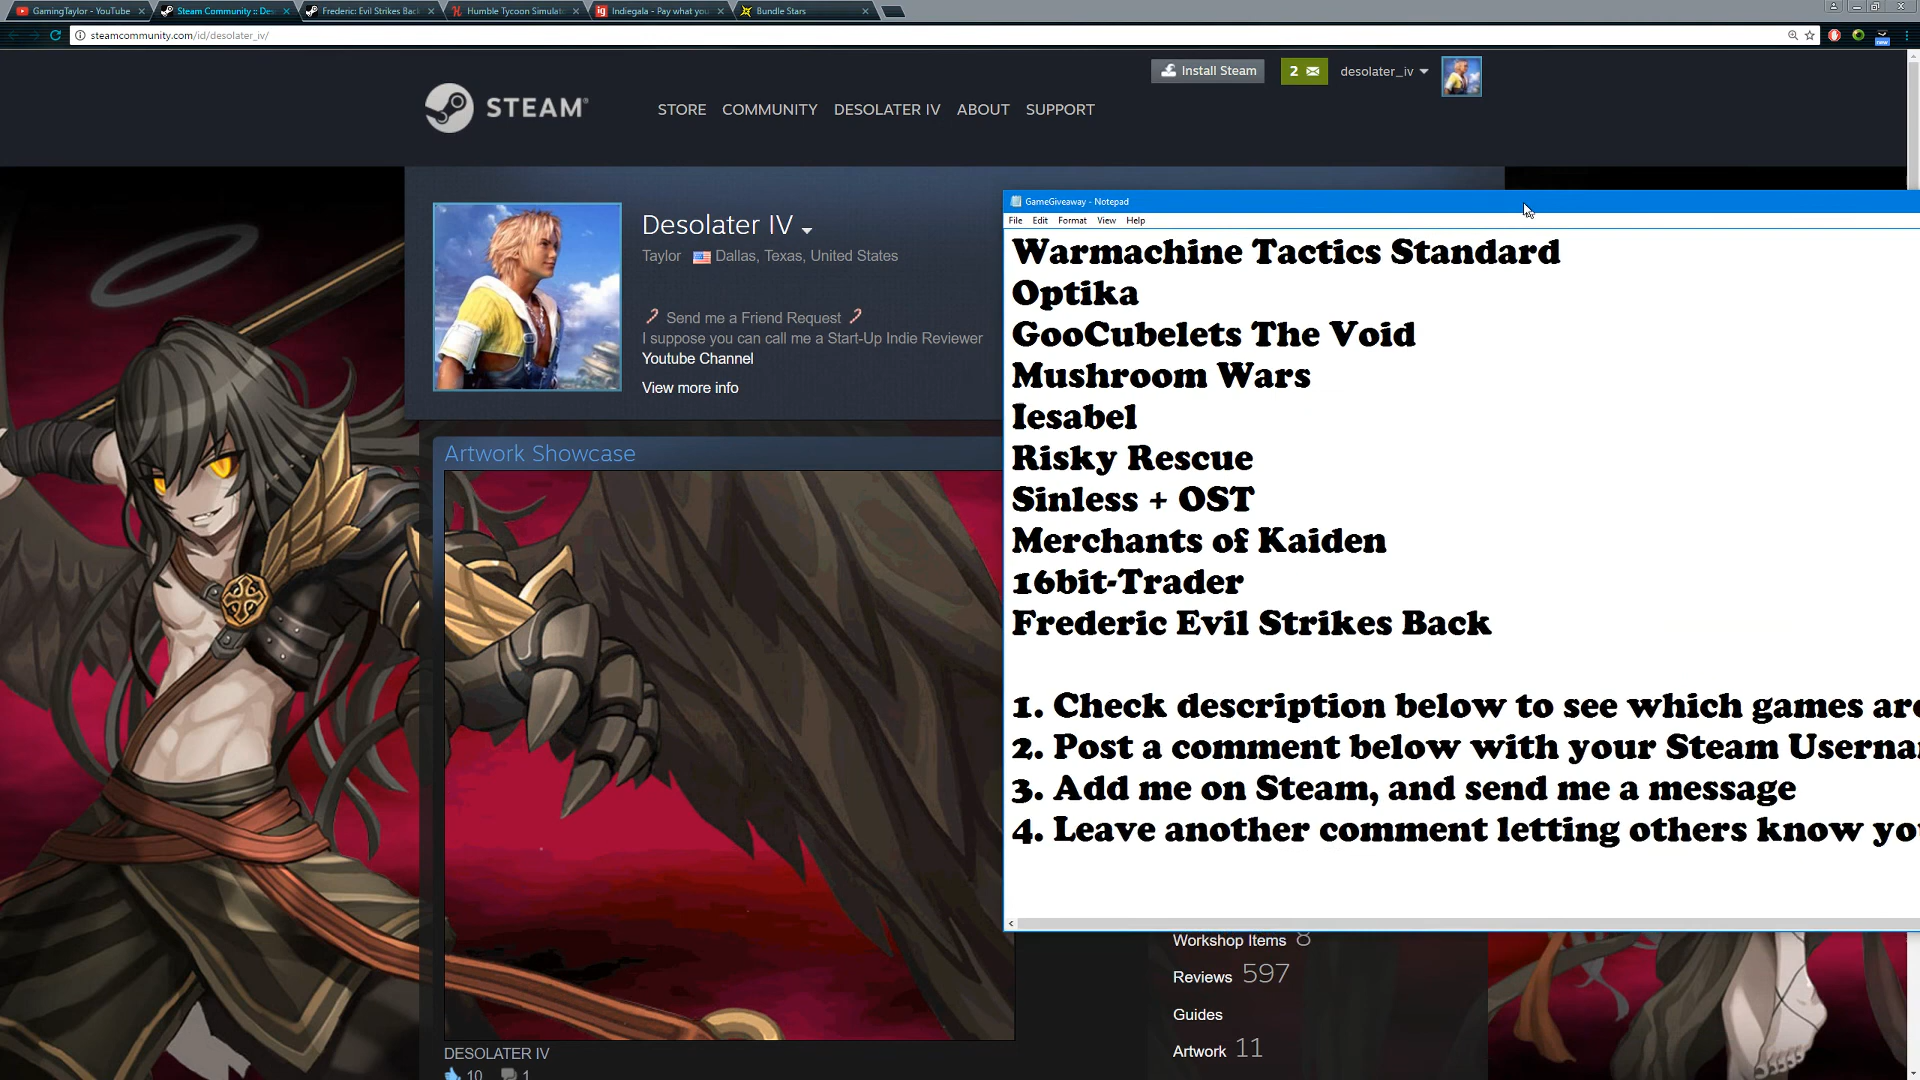 GamingTaylor - YouTube
Steam Community :: Des
Frederic: Evil Strikes Bac
Humble Tycoon Simulat
Indiegala - Pay what you
Bundle Stars
steamcommunity.com/id/desolater_iv/
Install Steam
2
desolater_iv
STEAM
STORE COMMUNITY DESOLATER IV ABOUT SUPPORT
Desolater IV
Taylor Dallas, Texas, United States
Send me a Friend Request
I suppose you can call me a Start-Up Indie Reviewer
Youtube Channel
View more info
Artwork Showcase
DESOLATER IV
10 1
GameGiveaway - Notepad
File Edit Format View Help
Warmachine Tactics Standard
Optika
GooCubelets The Void
Mushroom Wars
Iesabel
Risky Rescue
Sinless + OST
Merchants of Kaiden
16bit-Trader
Frederic Evil Strikes Back
1. Check description below to see which games are
2. Post a comment below with your Steam Userna
3. Add me on Steam, and send me a message
4. Leave another comment letting others know yo
Workshop Items 8
Reviews 597
Guides
Artwork 11